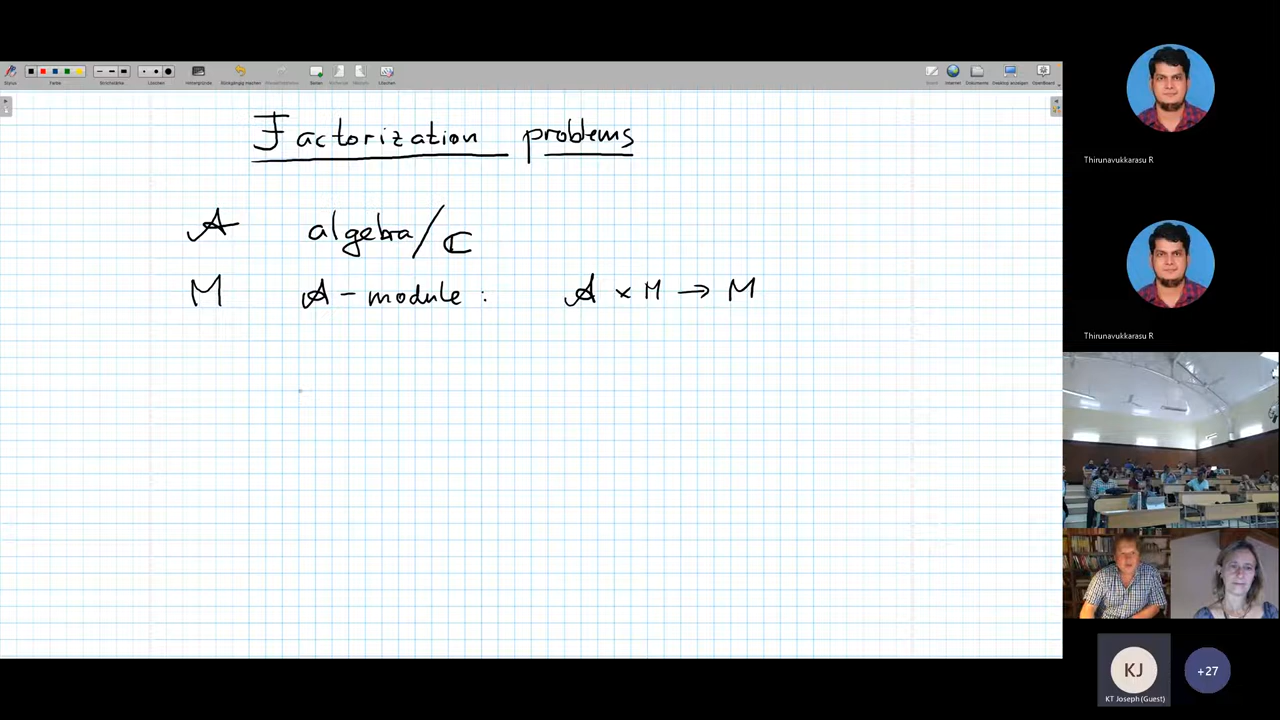 Factorization problems
A algebra/ℂ
M A-module: A × M → M
Thirunavukkarasu R
Thirunavukkarasu R
KJ
+27
KT Joseph (Guest)